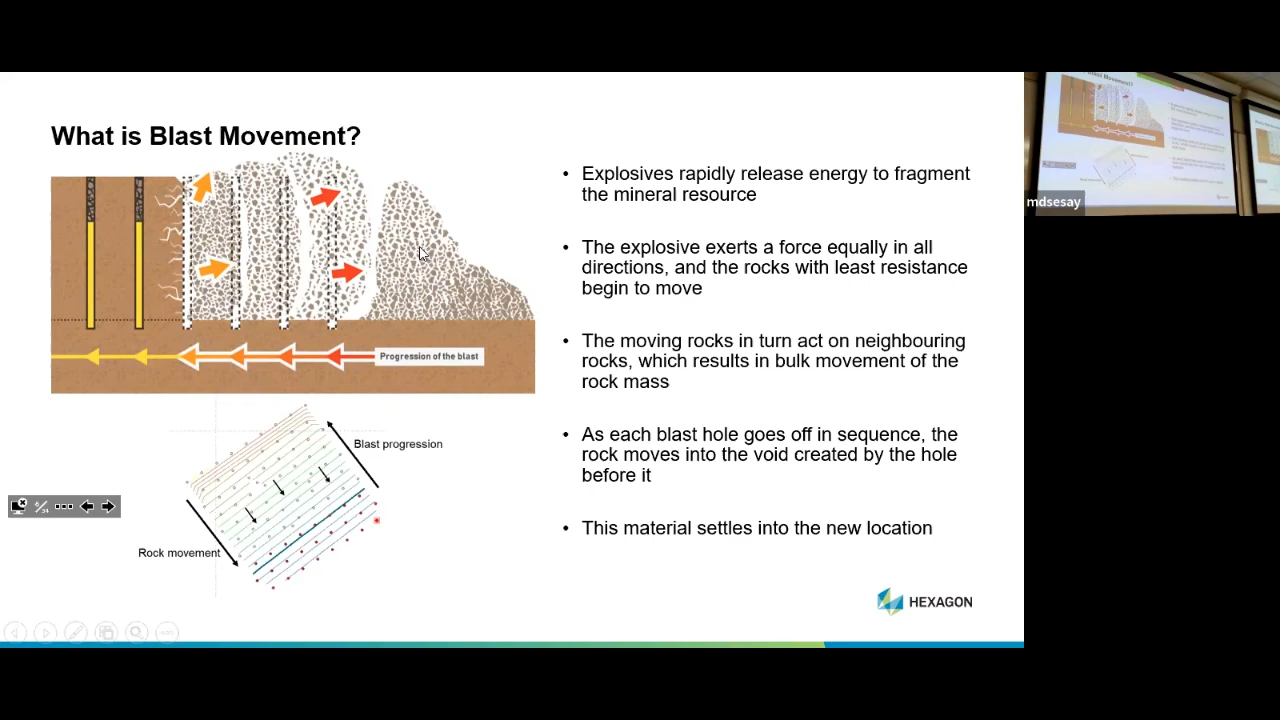 What is Blast Movement?
Progression of the blast
Blast progression
Rock movement
• Explosives rapidly release energy to fragment
the mineral resource
• The explosive exerts a force equally in all
directions, and the rocks with least resistance
begin to move
• The moving rocks in turn act on neighbouring
rocks, which results in bulk movement of the
rock mass
• As each blast hole goes off in sequence, the
rock moves into the void created by the hole
before it
• This material settles into the new location
HEXAGON
mdsesay